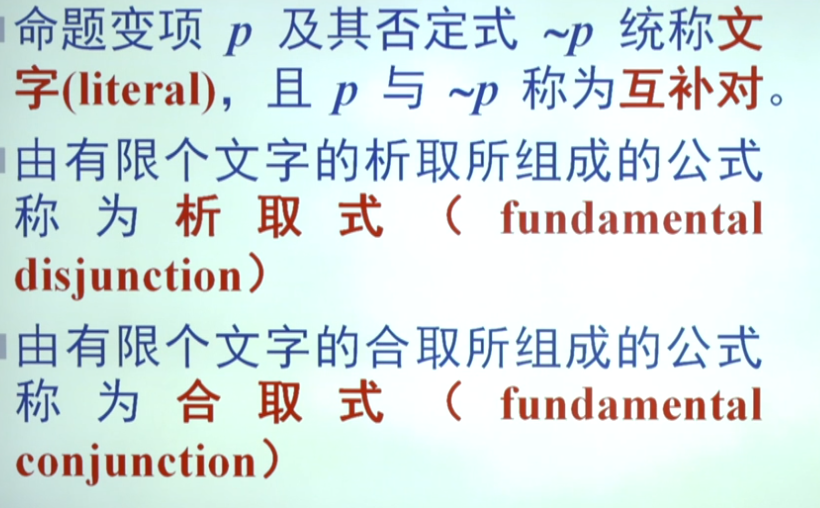 命题变项 p 及其否定式 ~p 统称文
字(literal)，且 p 与 ~p 称为互补对。
由有限个文字的析取所组成的公式
称为析取式（fundamental
disjunction）
由有限个文字的合取所组成的公式
称为合取式（fundamental
conjunction）